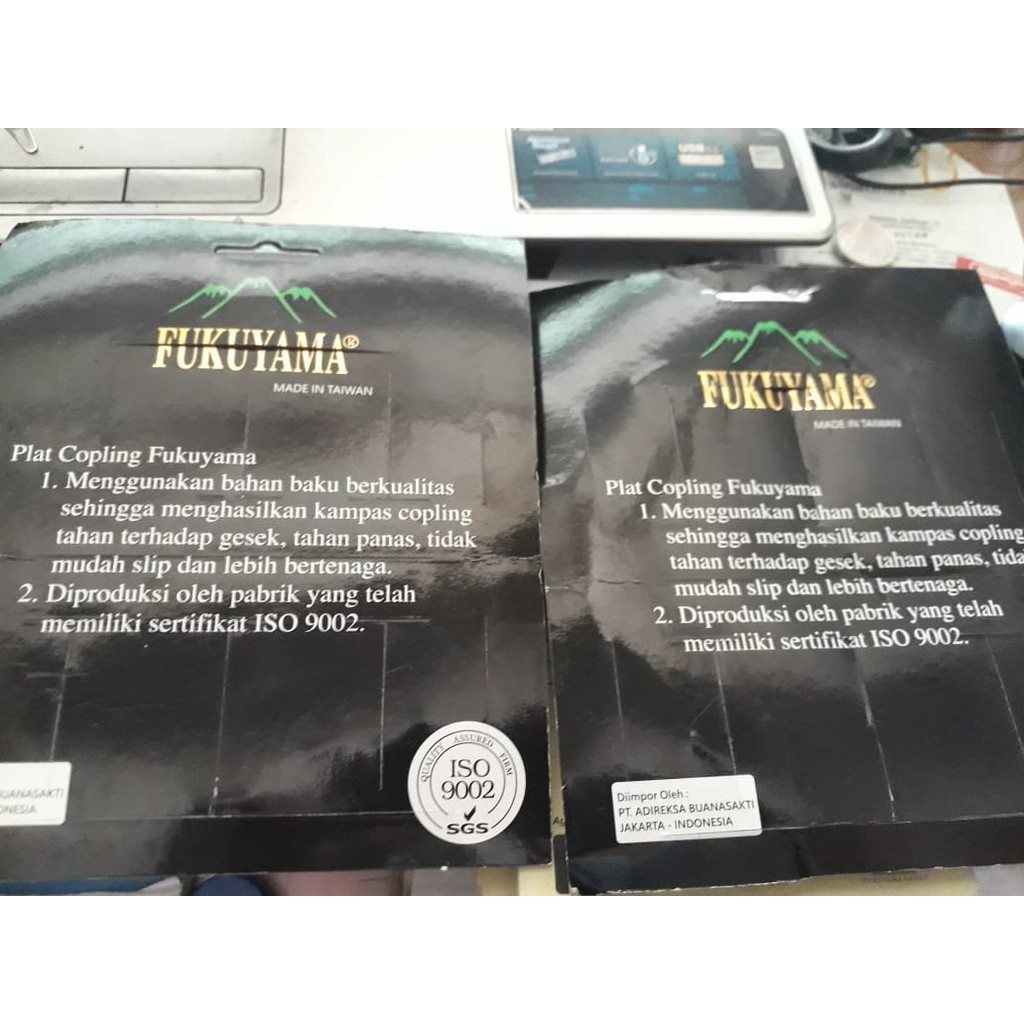 FUKUYAMA®
MADE IN TAIWAN
Plat Copling Fukuyama
1. Menggunakan bahan baku berkualitas
sehingga menghasilkan kampas copling
tahan terhadap gesek, tahan panas, tidak
mudah slip dan lebih bertenaga.
2. Diproduksi oleh pabrik yang telah
memiliki sertifikat ISO 9002.
QUALITY ASSURED FIRM
ISO
9002
SGS
FUKUYAMA®
MADE IN TAIWAN
Plat Copling Fukuyama
1. Menggunakan bahan baku berkualitas
sehingga menghasilkan kampas copling
tahan terhadap gesek, tahan panas,
mudah slip dan lebih bertenaga.
2. Diproduksi oleh pabrik yang telah
memiliki sertifikat ISO 9002.
Diimpor Oleh :
PT. ADIREKSA BUANASAKTI
JAKARTA - INDONESIA
USB